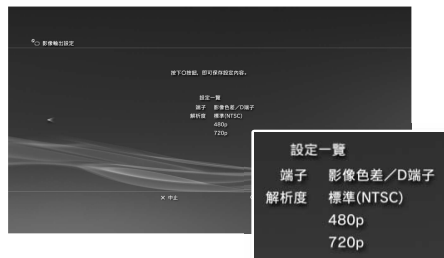 影像輸出設定
按下○按鈕，即可保存設定內容。
設定一覽
端子 影像色差／D端子
解析度 標準(NTSC)
480p
720p
× 中止
設定一覽
端子 影像色差／D端子
解析度 標準(NTSC)
480p
720p